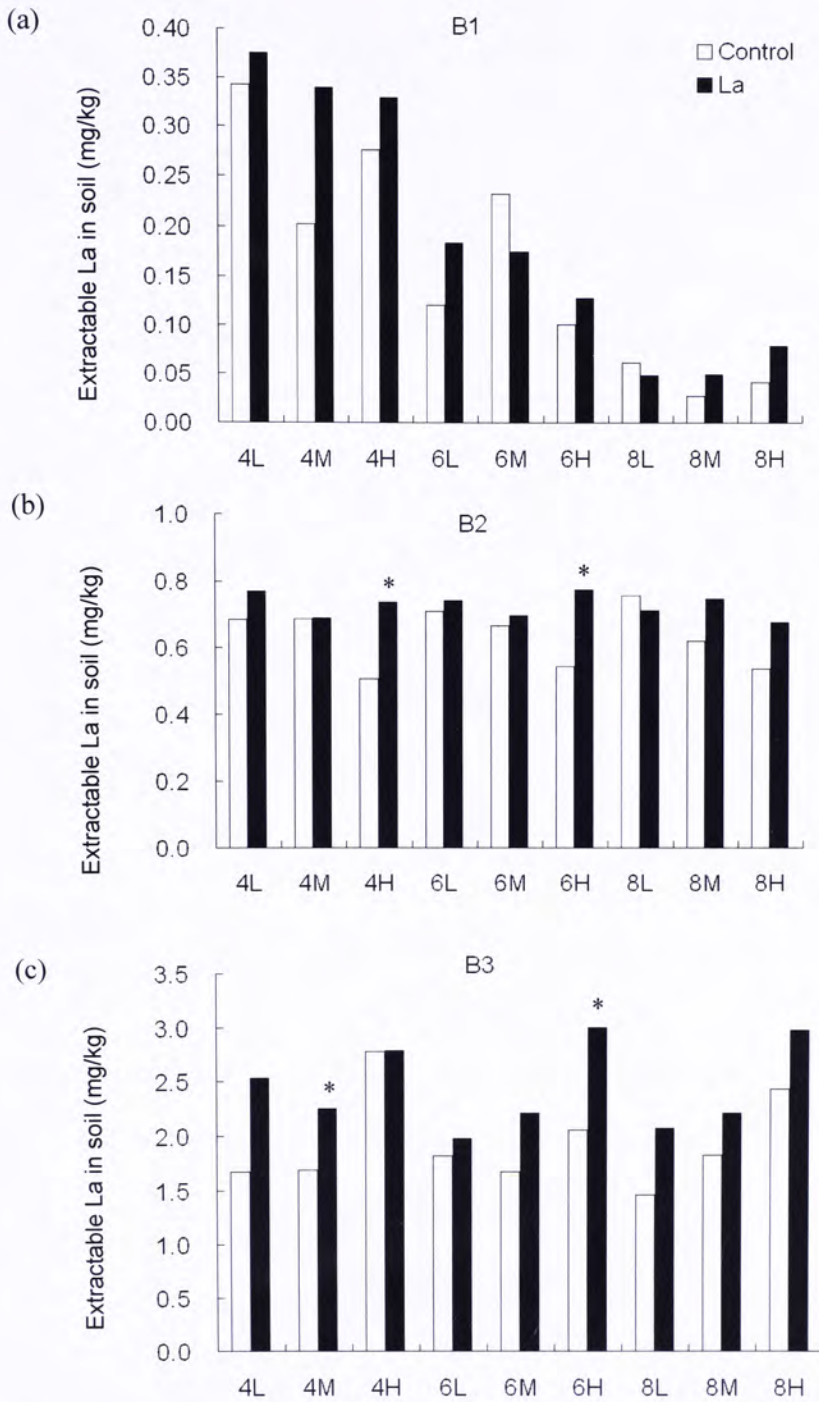 (a)
B1
Control
La
Extractable La in soil (mg/kg)
0.40
0.35
0.30
0.25
0.20
0.15
0.10
0.05
0.00
4L 4M 4H 6L 6M 6H 8L 8M 8H
(b)
B2
Extractable La in soil (mg/kg)
1.0
0.8
0.6
0.4
0.2
0.0
* *
4L 4M 4H 6L 6M 6H 8L 8M 8H
(c)
B3
Extractable La in soil (mg/kg)
3.5
3.0
2.5
2.0
1.5
1.0
0.5
0.0
* *
4L 4M 4H 6L 6M 6H 8L 8M 8H